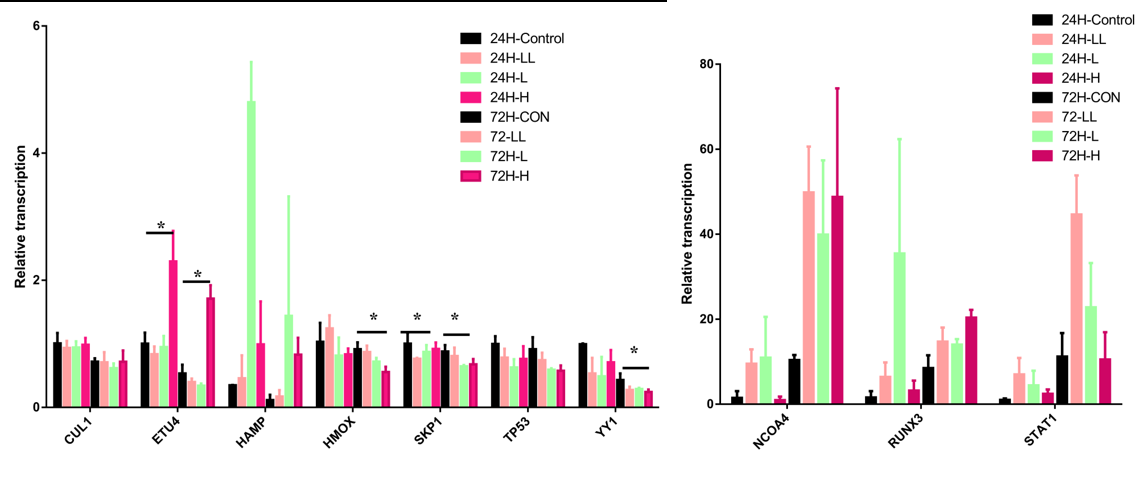 6
4
2
0
Relative transcription
24H-Control
24H-LL
24H-L
24H-H
72H-CON
72-LL
72H-L
72H-H
*
*
*
*
*
*
CUL1
ETU4
HAMP
HMOX
SKP1
TP53
YY1
80
60
40
20
0
Relative transcription
24H-Control
24H-LL
24H-L
24H-H
72H-CON
72-LL
72H-L
72H-H
NCOA4
RUNX3
STAT1